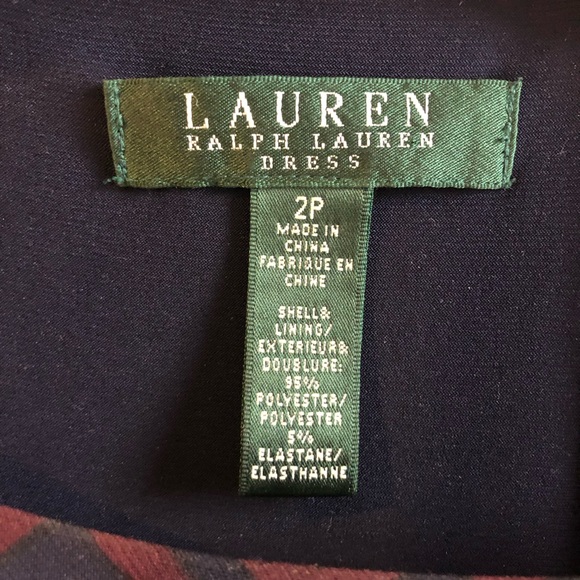 LAUREN
RALPH LAUREN
DRESS
2P
MADE IN
CHINA
FABRIQUE EN
CHINE
SHELL&
LINING/
EXTERIEUR&
DOUBLURE:
95%
POLYESTER/
POLYESTER
5%
ELASTANE/
ELASTHANNE